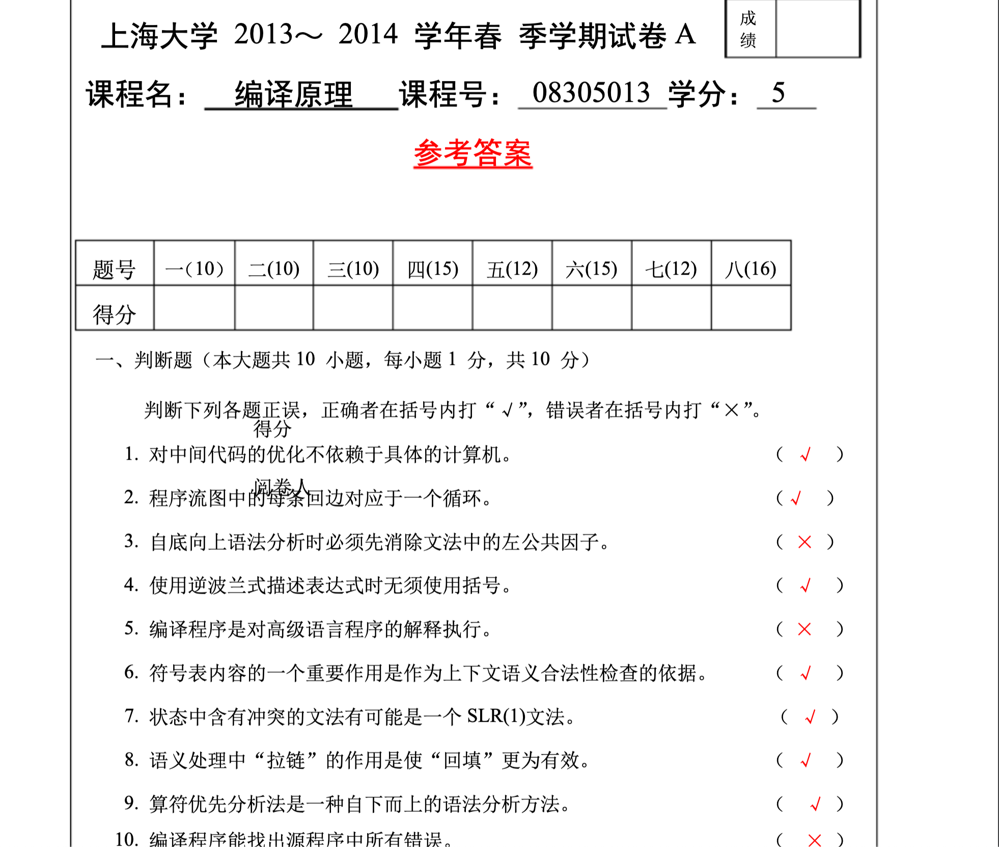 成
绩
上海大学 2013～ 2014 学年春 季学期试卷 A
课程名： 编译原理 课程号： 08305013 学分： 5
参考答案
题号 一（10） 二(10) 三(10) 四(15) 五(12) 六(15) 七(12) 八(16)
得分
一、判断题（本大题共 10 小题，每小题 1 分，共 10 分）
判断下列各题正误，正确者在括号内打“√”，错误者在括号内打“×”。
得分
1. 对中间代码的优化不依赖于具体的计算机。 （ √ ）
阅卷人
2. 程序流图中的每条回边对应于一个循环。 （ √ ）
3. 自底向上语法分析时必须先消除文法中的左公共因子。 （ × ）
4. 使用逆波兰式描述表达式时无须使用括号。 （ √ ）
5. 编译程序是对高级语言程序的解释执行。 （ × ）
6. 符号表内容的一个重要作用是作为上下文语义合法性检查的依据。 （ √ ）
7. 状态中含有冲突的文法有可能是一个 SLR(1)文法。 （ √ ）
8. 语义处理中“拉链”的作用是使“回填”更为有效。 （ √ ）
9. 算符优先分析法是一种自下而上的语法分析方法。 （ √ ）
10. 编译程序能找出源程序中所有错误。 （ × ）